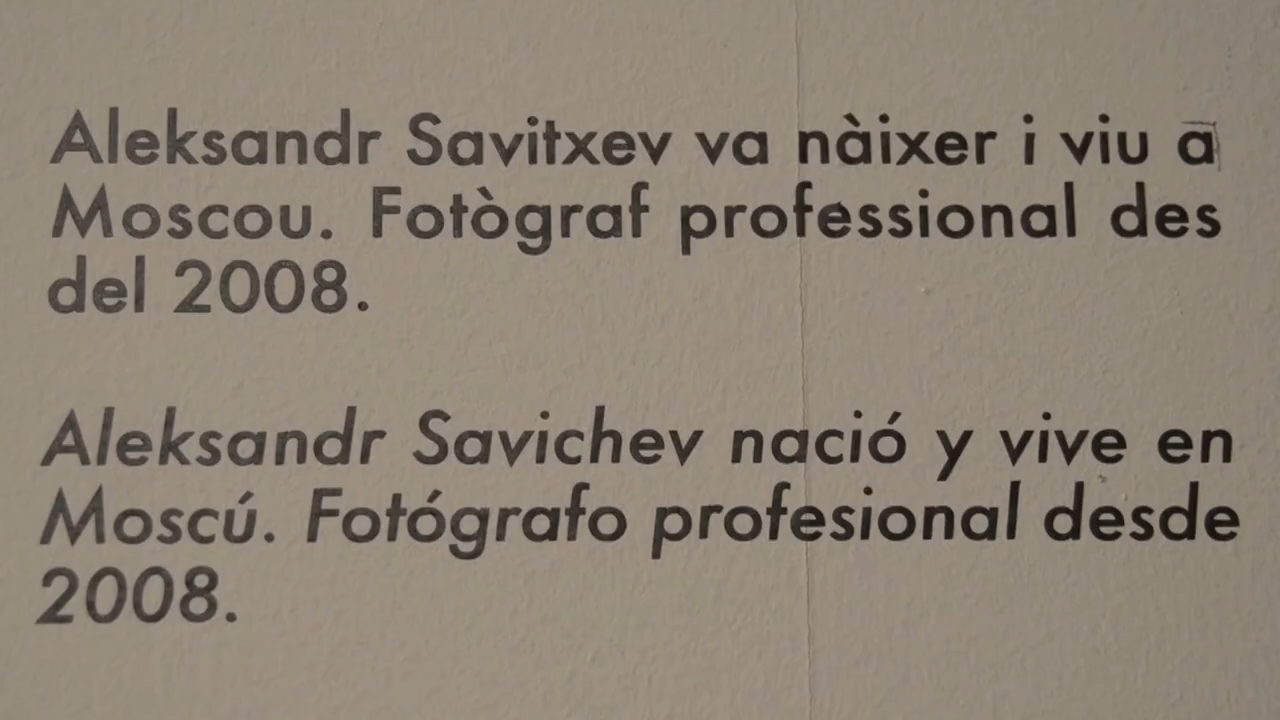 Aleksandr Savitxev va nàixer i viu a
Moscou. Fotògraf professional des
del 2008.
Aleksandr Savichev nació y vive en
Moscú. Fotógrafo profesional desde
2008.